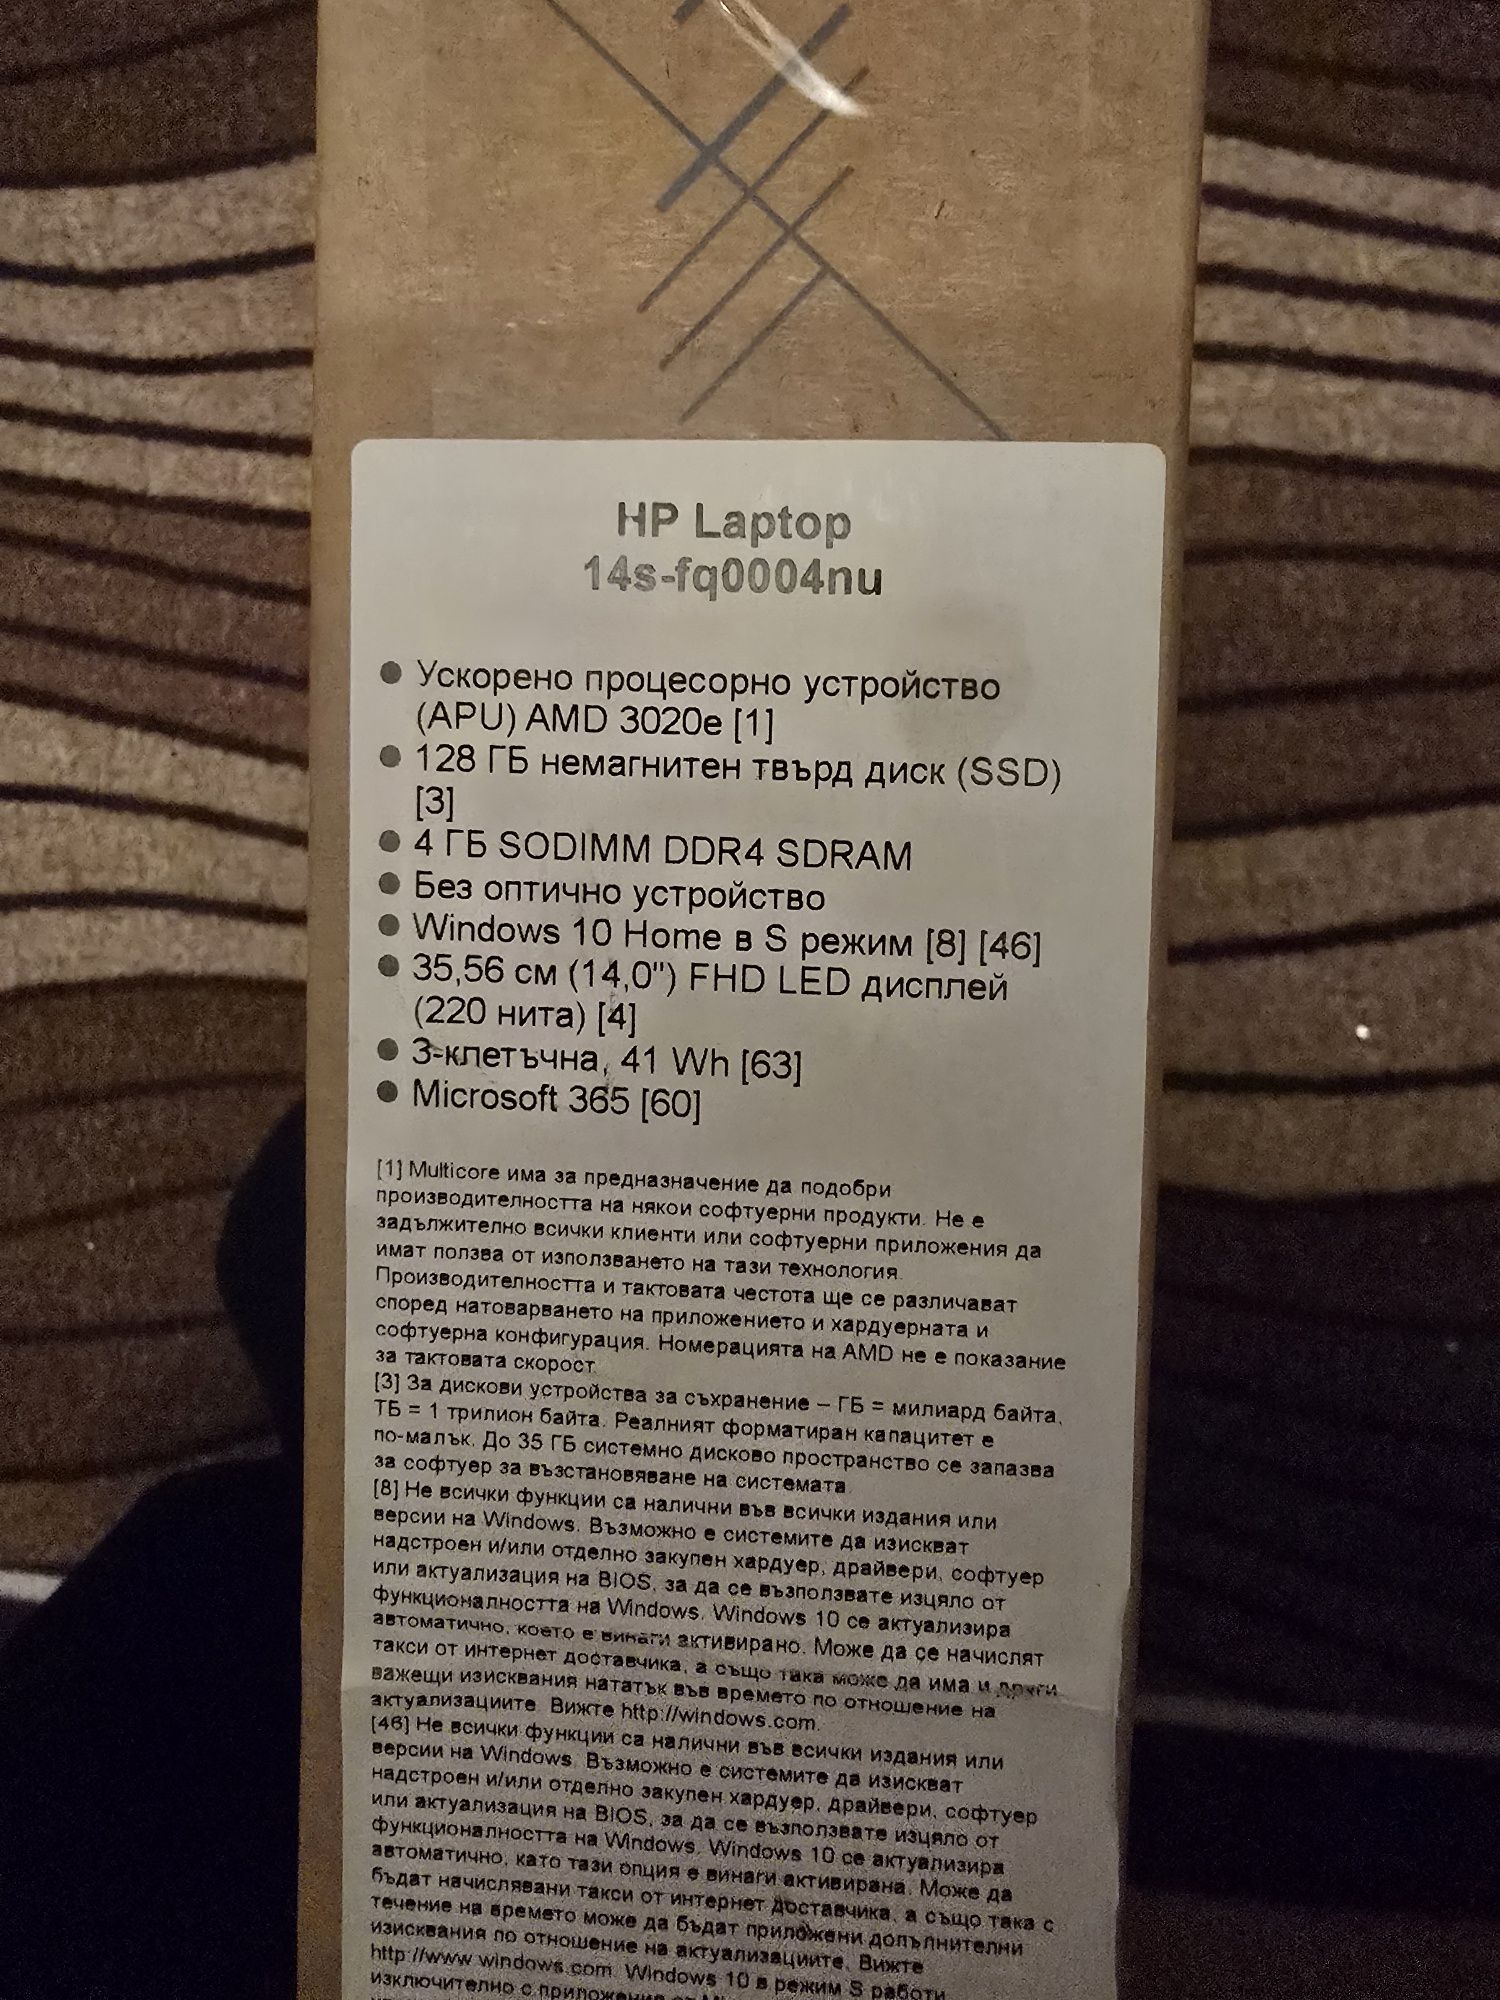 HP Laptop
14s-fq0004nu
● Ускорено процесорно устройство
(APU) AMD 3020e [1]
● 128 ГБ немагнитен твърд диск (SSD)
[3]
● 4 ГБ SODIMM DDR4 SDRAM
● Без оптично устройство
● Windows 10 Home в S режим [8] [46]
● 35,56 см (14,0") FHD LED дисплей
(220 нита) [4]
● 3-клетъчна, 41 Wh [63]
● Microsoft 365 [60]
[1] Multicore има за предназначение да подобри
производителността на някои софтуерни продукти. Не е
задължително всички клиенти или софтуерни приложения да
имат ползва от използването на тази технология.
Производителността и тактовата честота ще се различават
според натоварването на приложението и хардуерната и
софтуерна конфигурация. Номерацията на AMD не е показание
за тактовата скорост.
[3] За дискови устройства за съхранение – ГБ = милиард байта,
ТБ = 1 трилион байта. Реалният форматиран капацитет е
по-малък. До 35 ГБ системно дисково пространство се запазва
за софтуер за възстановяване на системата.
[8] Не всички функции са налични във всички издания или
версии на Windows. Възможно е системите да изискват
надстроен и/или отделно закупен хардуер, драйвери, софтуер
или актуализация на BIOS, за да се възползвате изцяло от
функционалността на Windows. Windows 10 се актуализира
автоматично, което е винаги активирано. Може да се начислят
такси от интернет доставчика, а също така може да има и други
важещи изисквания нататък във времето по отношение на
актуализациите. Вижте http://windows.com.
[46] Не всички функции са налични във всички издания или
версии на Windows. Възможно е системите да изискват
надстроен и/или отделно закупен хардуер, драйвери, софтуер
или актуализация на BIOS, за да се възползвате изцяло от
функционалността на Windows. Windows 10 се актуализира
автоматично, като тази опция е винаги активирана. Може да
бъдат начислявани такси от интернет доставчика, а също така с
течение на времето може да бъдат приложени допълнителни
изисквания по отношение на актуализациите. Вижте
http://www.windows.com. Windows 10 в режим S работи
изключително с приложения от